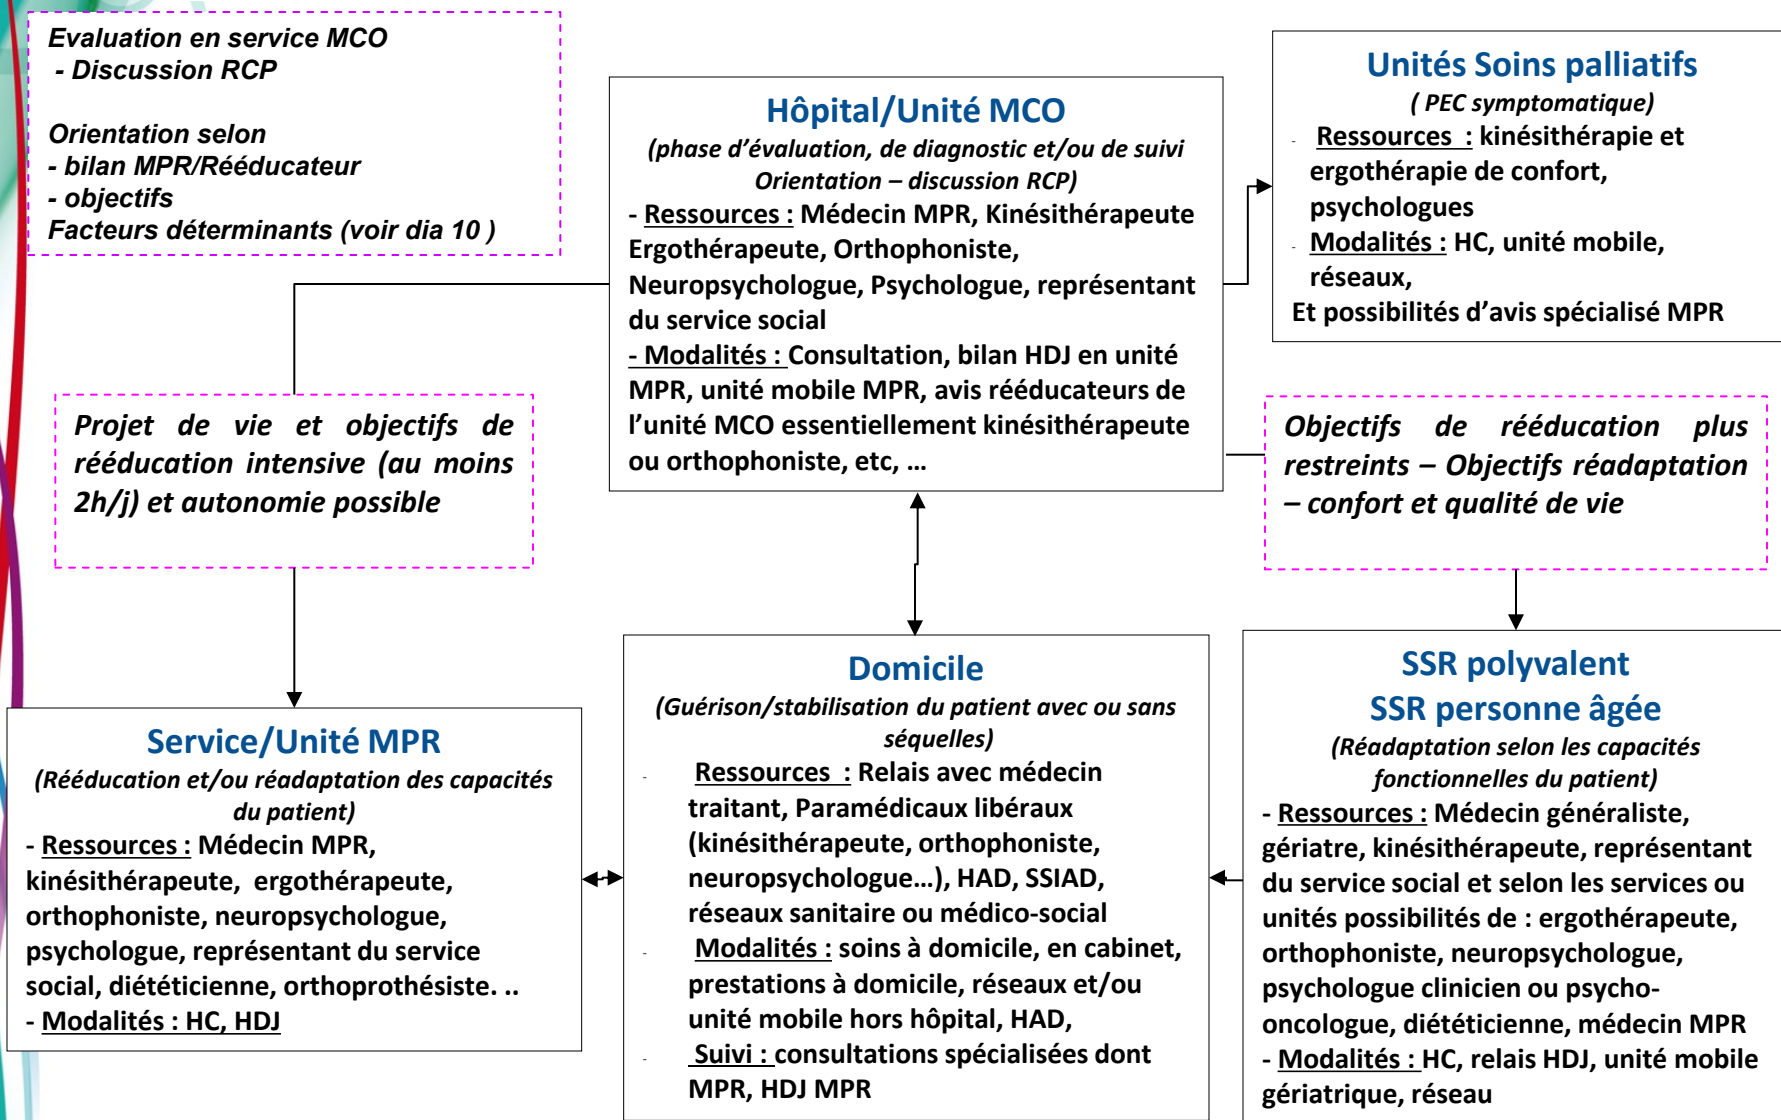 Evaluation en service MCO
- Discussion RCP
Orientation selon
- bilan MPR/Rééducateur
- objectifs
Facteurs déterminants (voir dia 10 )
Hôpital/Unité MCO
(phase d’évaluation, de diagnostic et/ou de suivi
Orientation – discussion RCP)
- Ressources : Médecin MPR, Kinésithérapeute
Ergothérapeute, Orthophoniste,
Neuropsychologue, Psychologue, représentant
du service social
- Modalités : Consultation, bilan HDJ en unité
MPR, unité mobile MPR, avis rééducateurs de
l’unité MCO essentiellement kinésithérapeute
ou orthophoniste, etc, …
Unités Soins palliatifs
( PEC symptomatique)
- Ressources : kinésithérapie et
ergothérapie de confort,
psychologues
- Modalités : HC, unité mobile,
réseaux,
Et possibilités d’avis spécialisé MPR
Projet de vie et objectifs de
rééducation intensive (au moins
2h/j) et autonomie possible
Objectifs de rééducation plus
restreints – Objectifs réadaptation
– confort et qualité de vie
Service/Unité MPR
(Rééducation et/ou réadaptation des capacités
du patient)
- Ressources : Médecin MPR,
kinésithérapeute, ergothérapeute,
orthophoniste, neuropsychologue,
psychologue, représentant du service
social, diététicienne, orthoprothésiste. ..
- Modalités : HC, HDJ
Domicile
(Guérison/stabilisation du patient avec ou sans
séquelles)
- Ressources : Relais avec médecin
traitant, Paramédicaux libéraux
(kinésithérapeute, orthophoniste,
neuropsychologue…), HAD, SSIAD,
réseaux sanitaire ou médico-social
- Modalités : soins à domicile, en cabinet,
prestations à domicile, réseaux et/ou
unité mobile hors hôpital, HAD,
- Suivi : consultations spécialisées dont
MPR, HDJ MPR
SSR polyvalent
SSR personne âgée
(Réadaptation selon les capacités
fonctionnelles du patient)
- Ressources : Médecin généraliste,
gériatre, kinésithérapeute, représentant
du service social et selon les services ou
unités possibilités de : ergothérapeute,
orthophoniste, neuropsychologue,
psychologue clinicien ou psycho-
oncologue, diététicienne, médecin MPR
- Modalités : HC, relais HDJ, unité mobile
gériatrique, réseau